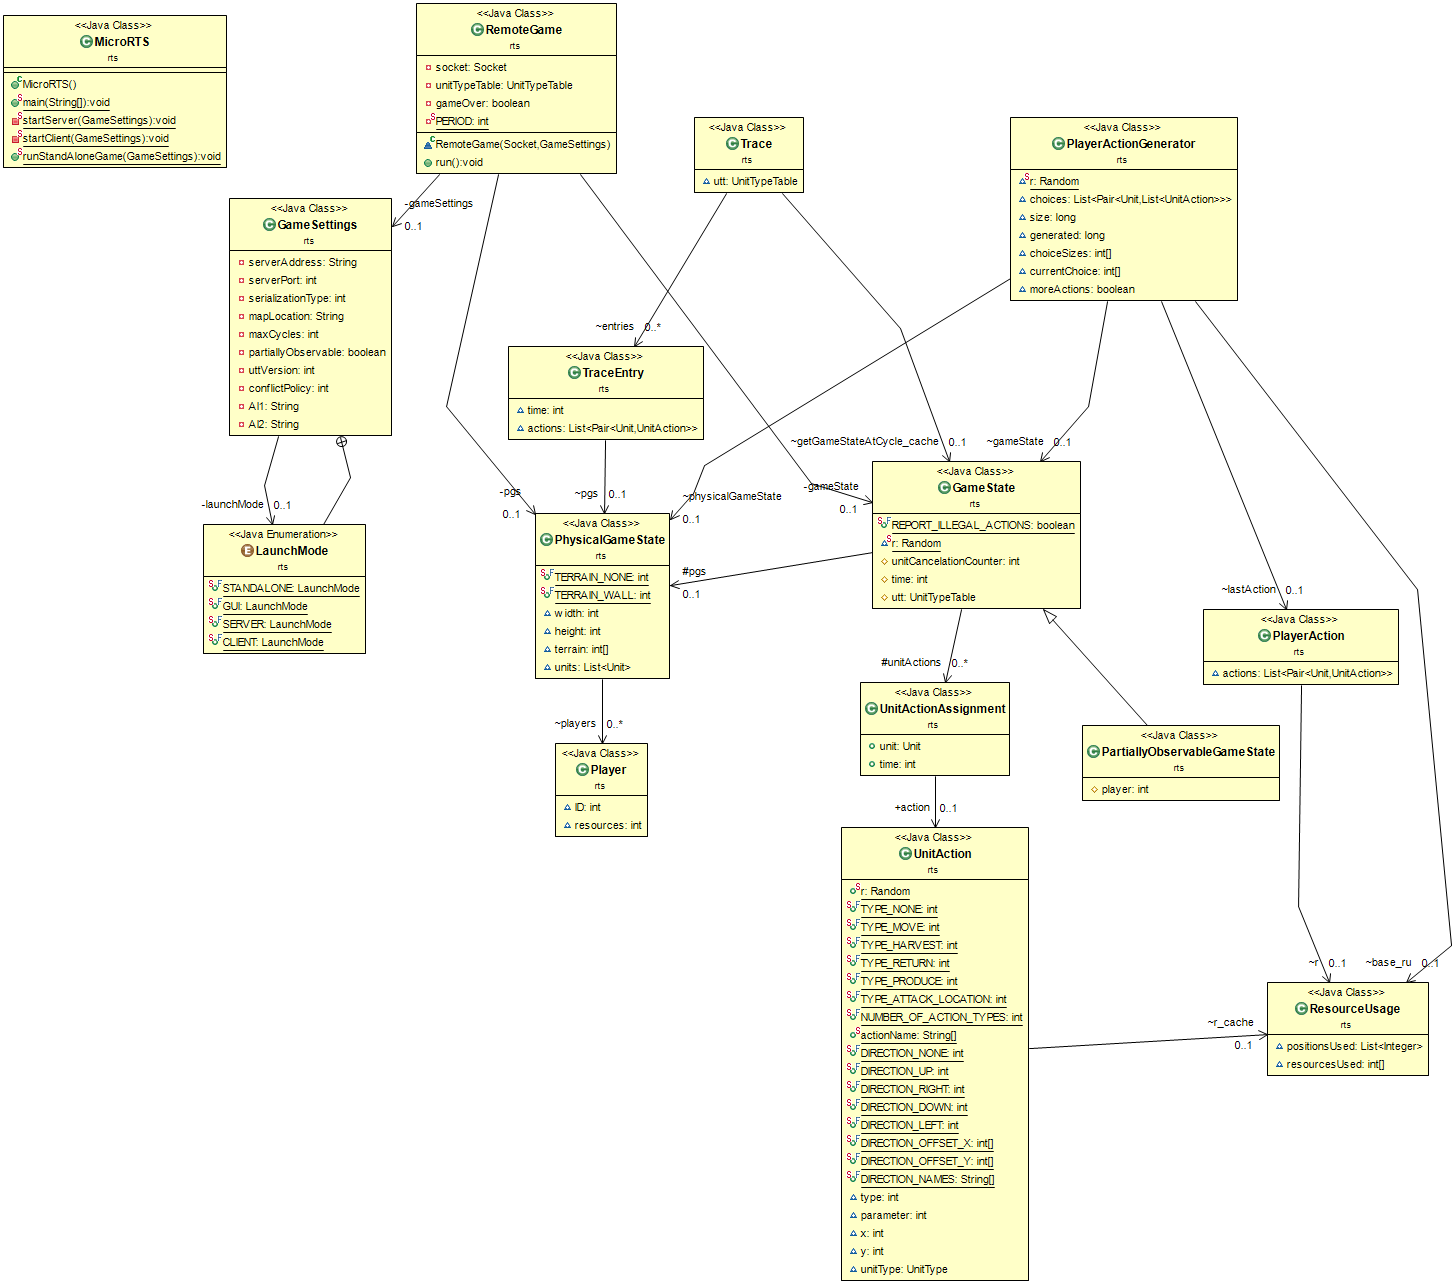 <<Java Class>>
MicroRTS
rts
MicroRTS()
main(String[]):void
startServer(GameSettings):void
startClient(GameSettings):void
runStandAloneGame(GameSettings):void
<<Java Class>>
RemoteGame
rts
socket: Socket
unitTypeTable: UnitTypeTable
gameOver: boolean
PERIOD: int
RemoteGame(Socket,GameSettings)
run():void
<<Java Class>>
Trace
rts
utt: UnitTypeTable
<<Java Class>>
PlayerActionGenerator
rts
r: Random
choices: List<Pair<Unit,List<UnitAction>>>
size: long
generated: long
choiceSizes: int[]
currentChoice: int[]
moreActions: boolean
-gameSettings
0..1
<<Java Class>>
GameSettings
rts
serverAddress: String
serverPort: int
serializationType: int
mapLocation: String
maxCycles: int
partiallyObservable: boolean
uttVersion: int
conflictPolicy: int
AI1: String
AI2: String
~entries 0..*
<<Java Class>>
TraceEntry
rts
time: int
actions: List<Pair<Unit,UnitAction>>
~getGameStateAtCycle_cache 0..1
~gameState 0..1
-launchMode 0..1
<<Java Enumeration>>
LaunchMode
rts
STANDALONE: LaunchMode
GUI: LaunchMode
SERVER: LaunchMode
CLIENT: LaunchMode
-pgs
0..1
~pgs 0..1
~physicalGameState
0..1
-gameState
0..1
<<Java Class>>
PhysicalGameState
rts
TERRAIN_NONE: int
TERRAIN_WALL: int
width: int
height: int
terrain: int[]
units: List<Unit>
<<Java Class>>
GameState
rts
REPORT_ILLEGAL_ACTIONS: boolean
r: Random
unitCancelationCounter: int
time: int
utt: UnitTypeTable
#pgs
0..1
~lastAction 0..1
<<Java Class>>
PlayerAction
rts
actions: List<Pair<Unit,UnitAction>>
#unitActions 0..*
<<Java Class>>
UnitActionAssignment
rts
unit: Unit
time: int
~players 0..*
<<Java Class>>
Player
rts
ID: int
resources: int
<<Java Class>>
PartiallyObservableGameState
rts
player: int
+action 0..1
<<Java Class>>
UnitAction
rts
r: Random
TYPE_NONE: int
TYPE_MOVE: int
TYPE_HARVEST: int
TYPE_RETURN: int
TYPE_PRODUCE: int
TYPE_ATTACK_LOCATION: int
NUMBER_OF_ACTION_TYPES: int
actionName: String[]
DIRECTION_NONE: int
DIRECTION_UP: int
DIRECTION_RIGHT: int
DIRECTION_DOWN: int
DIRECTION_LEFT: int
DIRECTION_OFFSET_X: int[]
DIRECTION_OFFSET_Y: int[]
DIRECTION_NAMES: String[]
type: int
parameter: int
x: int
y: int
unitType: UnitType
~r 0..1
~base_ru 0..1
~r_cache
0..1
<<Java Class>>
ResourceUsage
rts
positionsUsed: List<Integer>
resourcesUsed: int[]